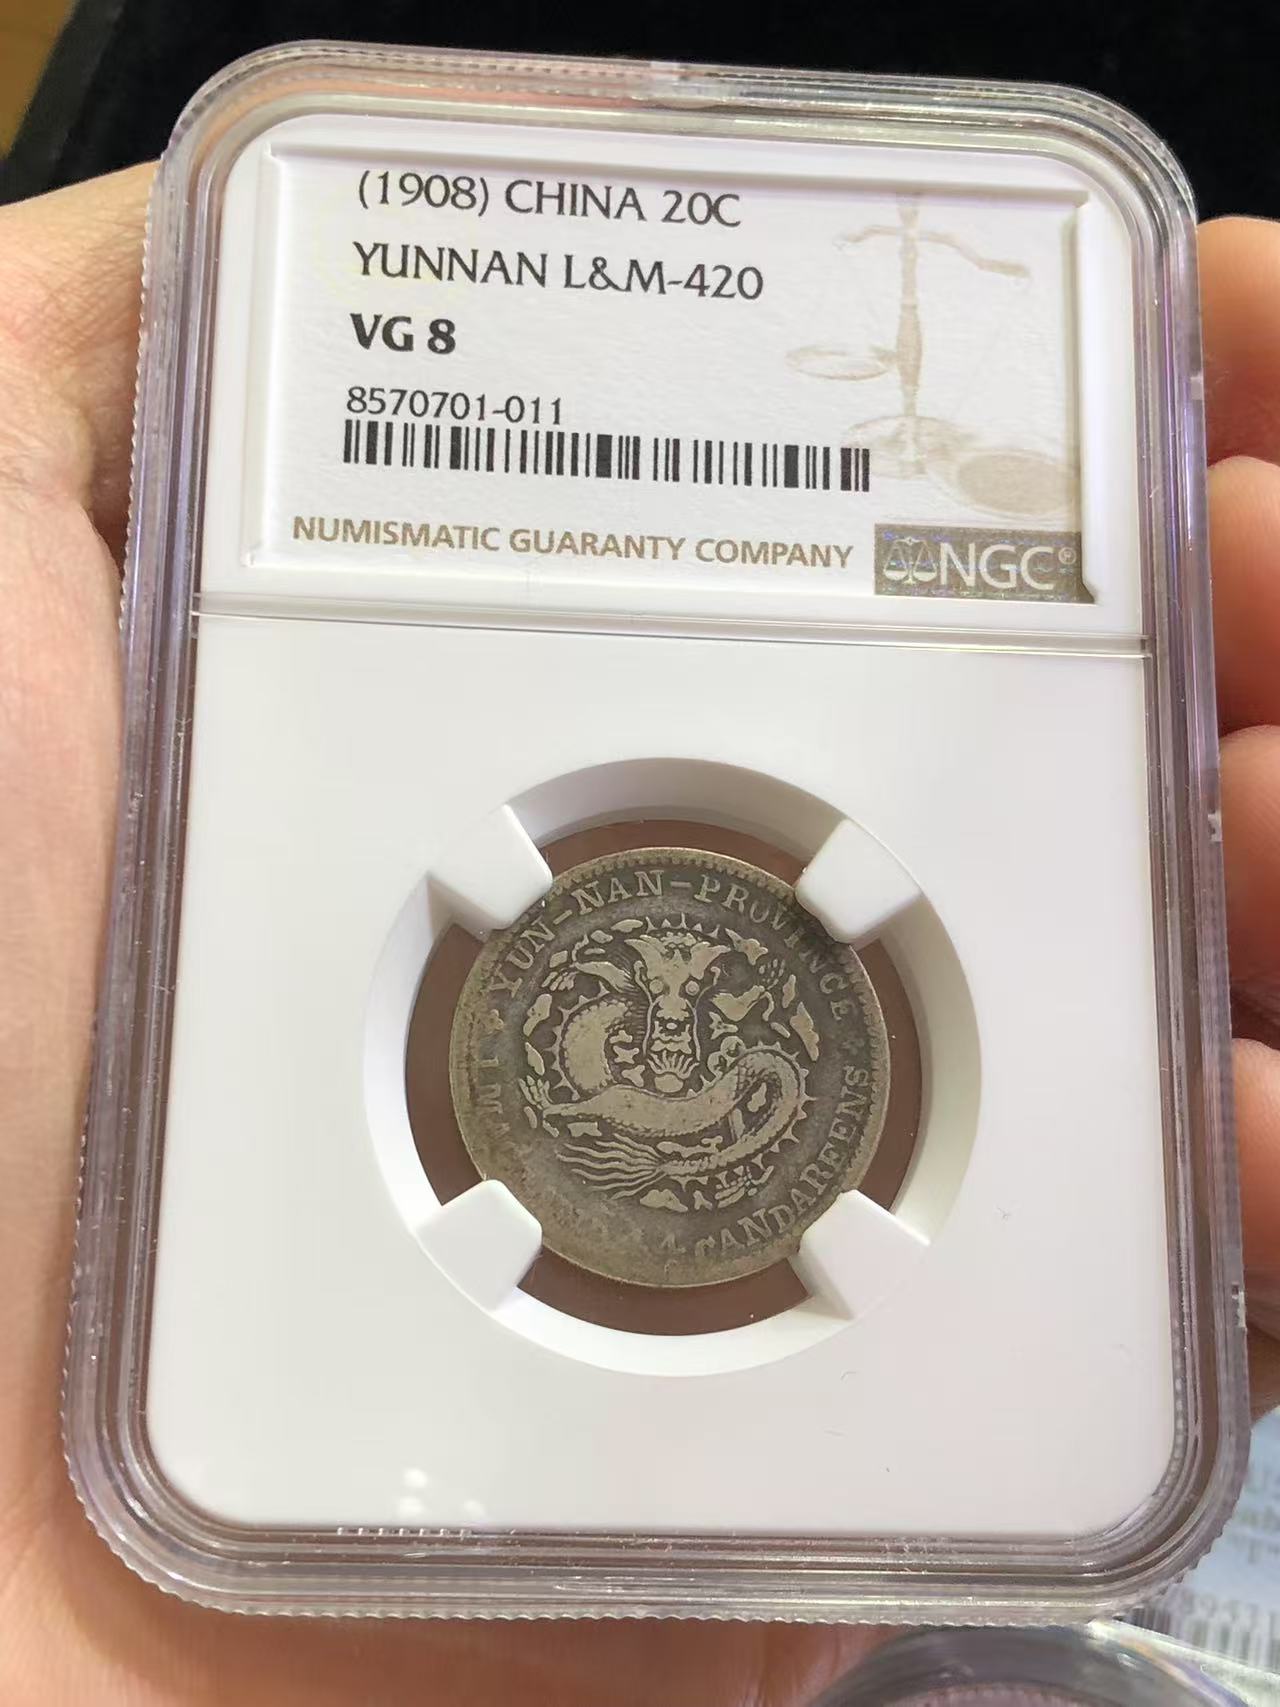 (1908) CHINA 20C
YUNNAN L&M-420
VG 8
8570701-011
NUMISMATIC GUARANTY COMPANY
NGC®
YUN-NAN-PROVINCE
CANDAREENS